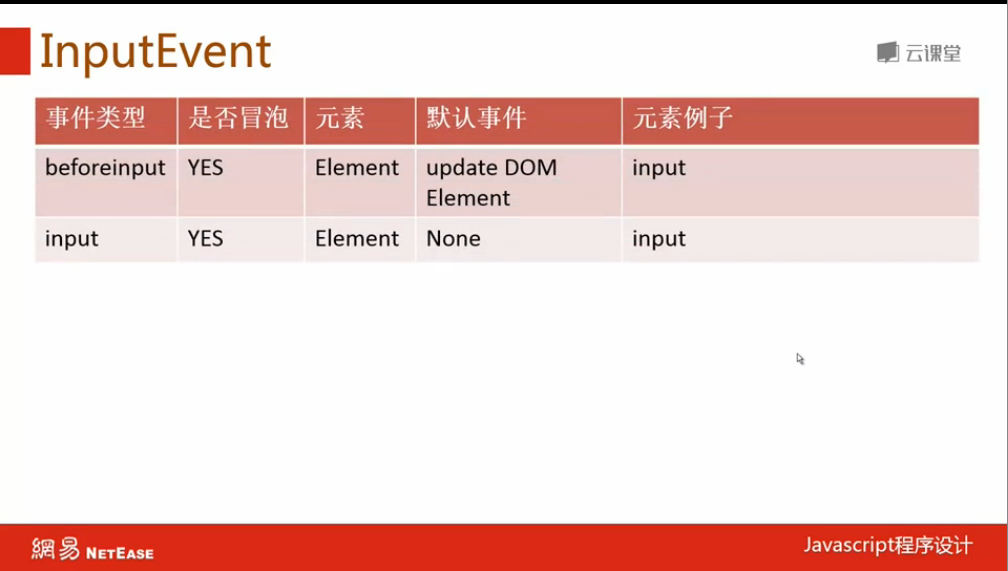 InputEvent
云课堂
事件类型 是否冒泡 元素 默认事件 元素例子
beforeinput YES Element update DOM input
Element
input YES Element None input
網易 NETEASE Javascript程序设计